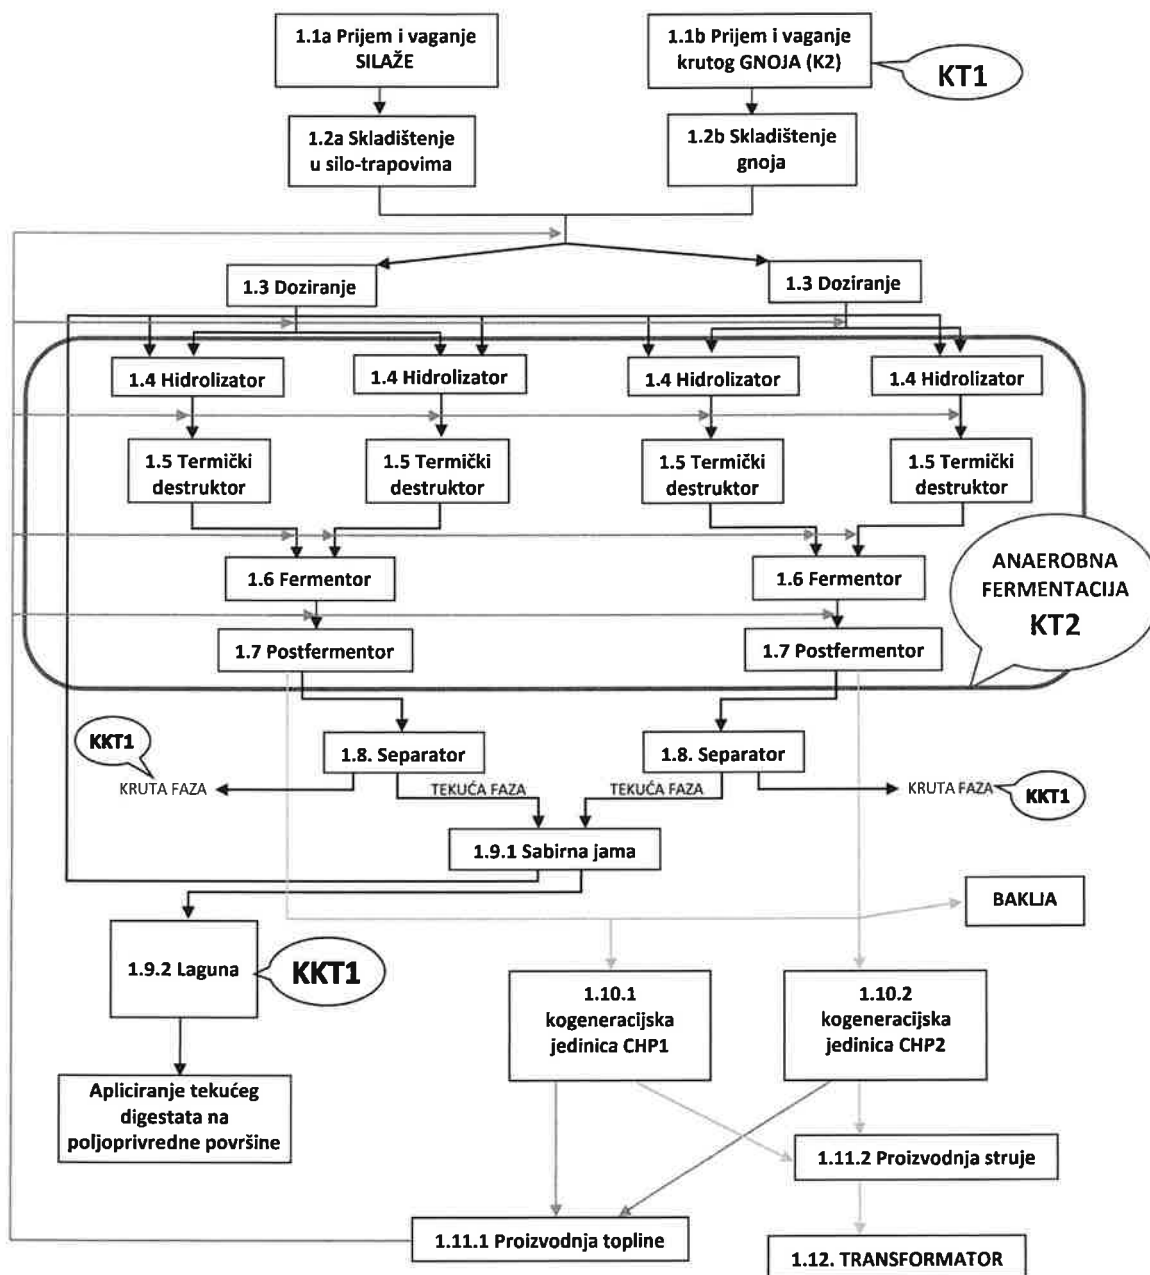 1.1a Prijem i vaganje
SILAŽE
1.1b Prijem i vaganje
krutog GNOJA (K2)
KT1
1.2a Skladištenje
u silo-trapovima
1.2b Skladištenje
gnoja
1.3 Doziranje
1.3 Doziranje
1.4 Hidrolizator
1.4 Hidrolizator
1.4 Hidrolizator
1.4 Hidrolizator
1.5 Termički
destruktor
1.5 Termički
destruktor
1.5 Termički
destruktor
1.5 Termički
destruktor
1.6 Fermentor
1.6 Fermentor
ANAEROBNA
FERMENTACIJA
KT2
1.7 Postfermentor
1.7 Postfermentor
KKT1
1.8. Separator
1.8. Separator
KRUTA FAZA
TEKUĆA FAZA
TEKUĆA FAZA
KRUTA FAZA
KKT1
1.9.1 Sabirna jama
BAKLJA
1.9.2 Laguna
KKT1
1.10.1
kogeneracijska
jedinica CHP1
1.10.2
kogeneracijska
jedinica CHP2
Apliciranje tekućeg
digestata na
poljoprivredne površine
1.11.2 Proizvodnja struje
1.11.1 Proizvodnja topline
1.12. TRANSFORMATOR